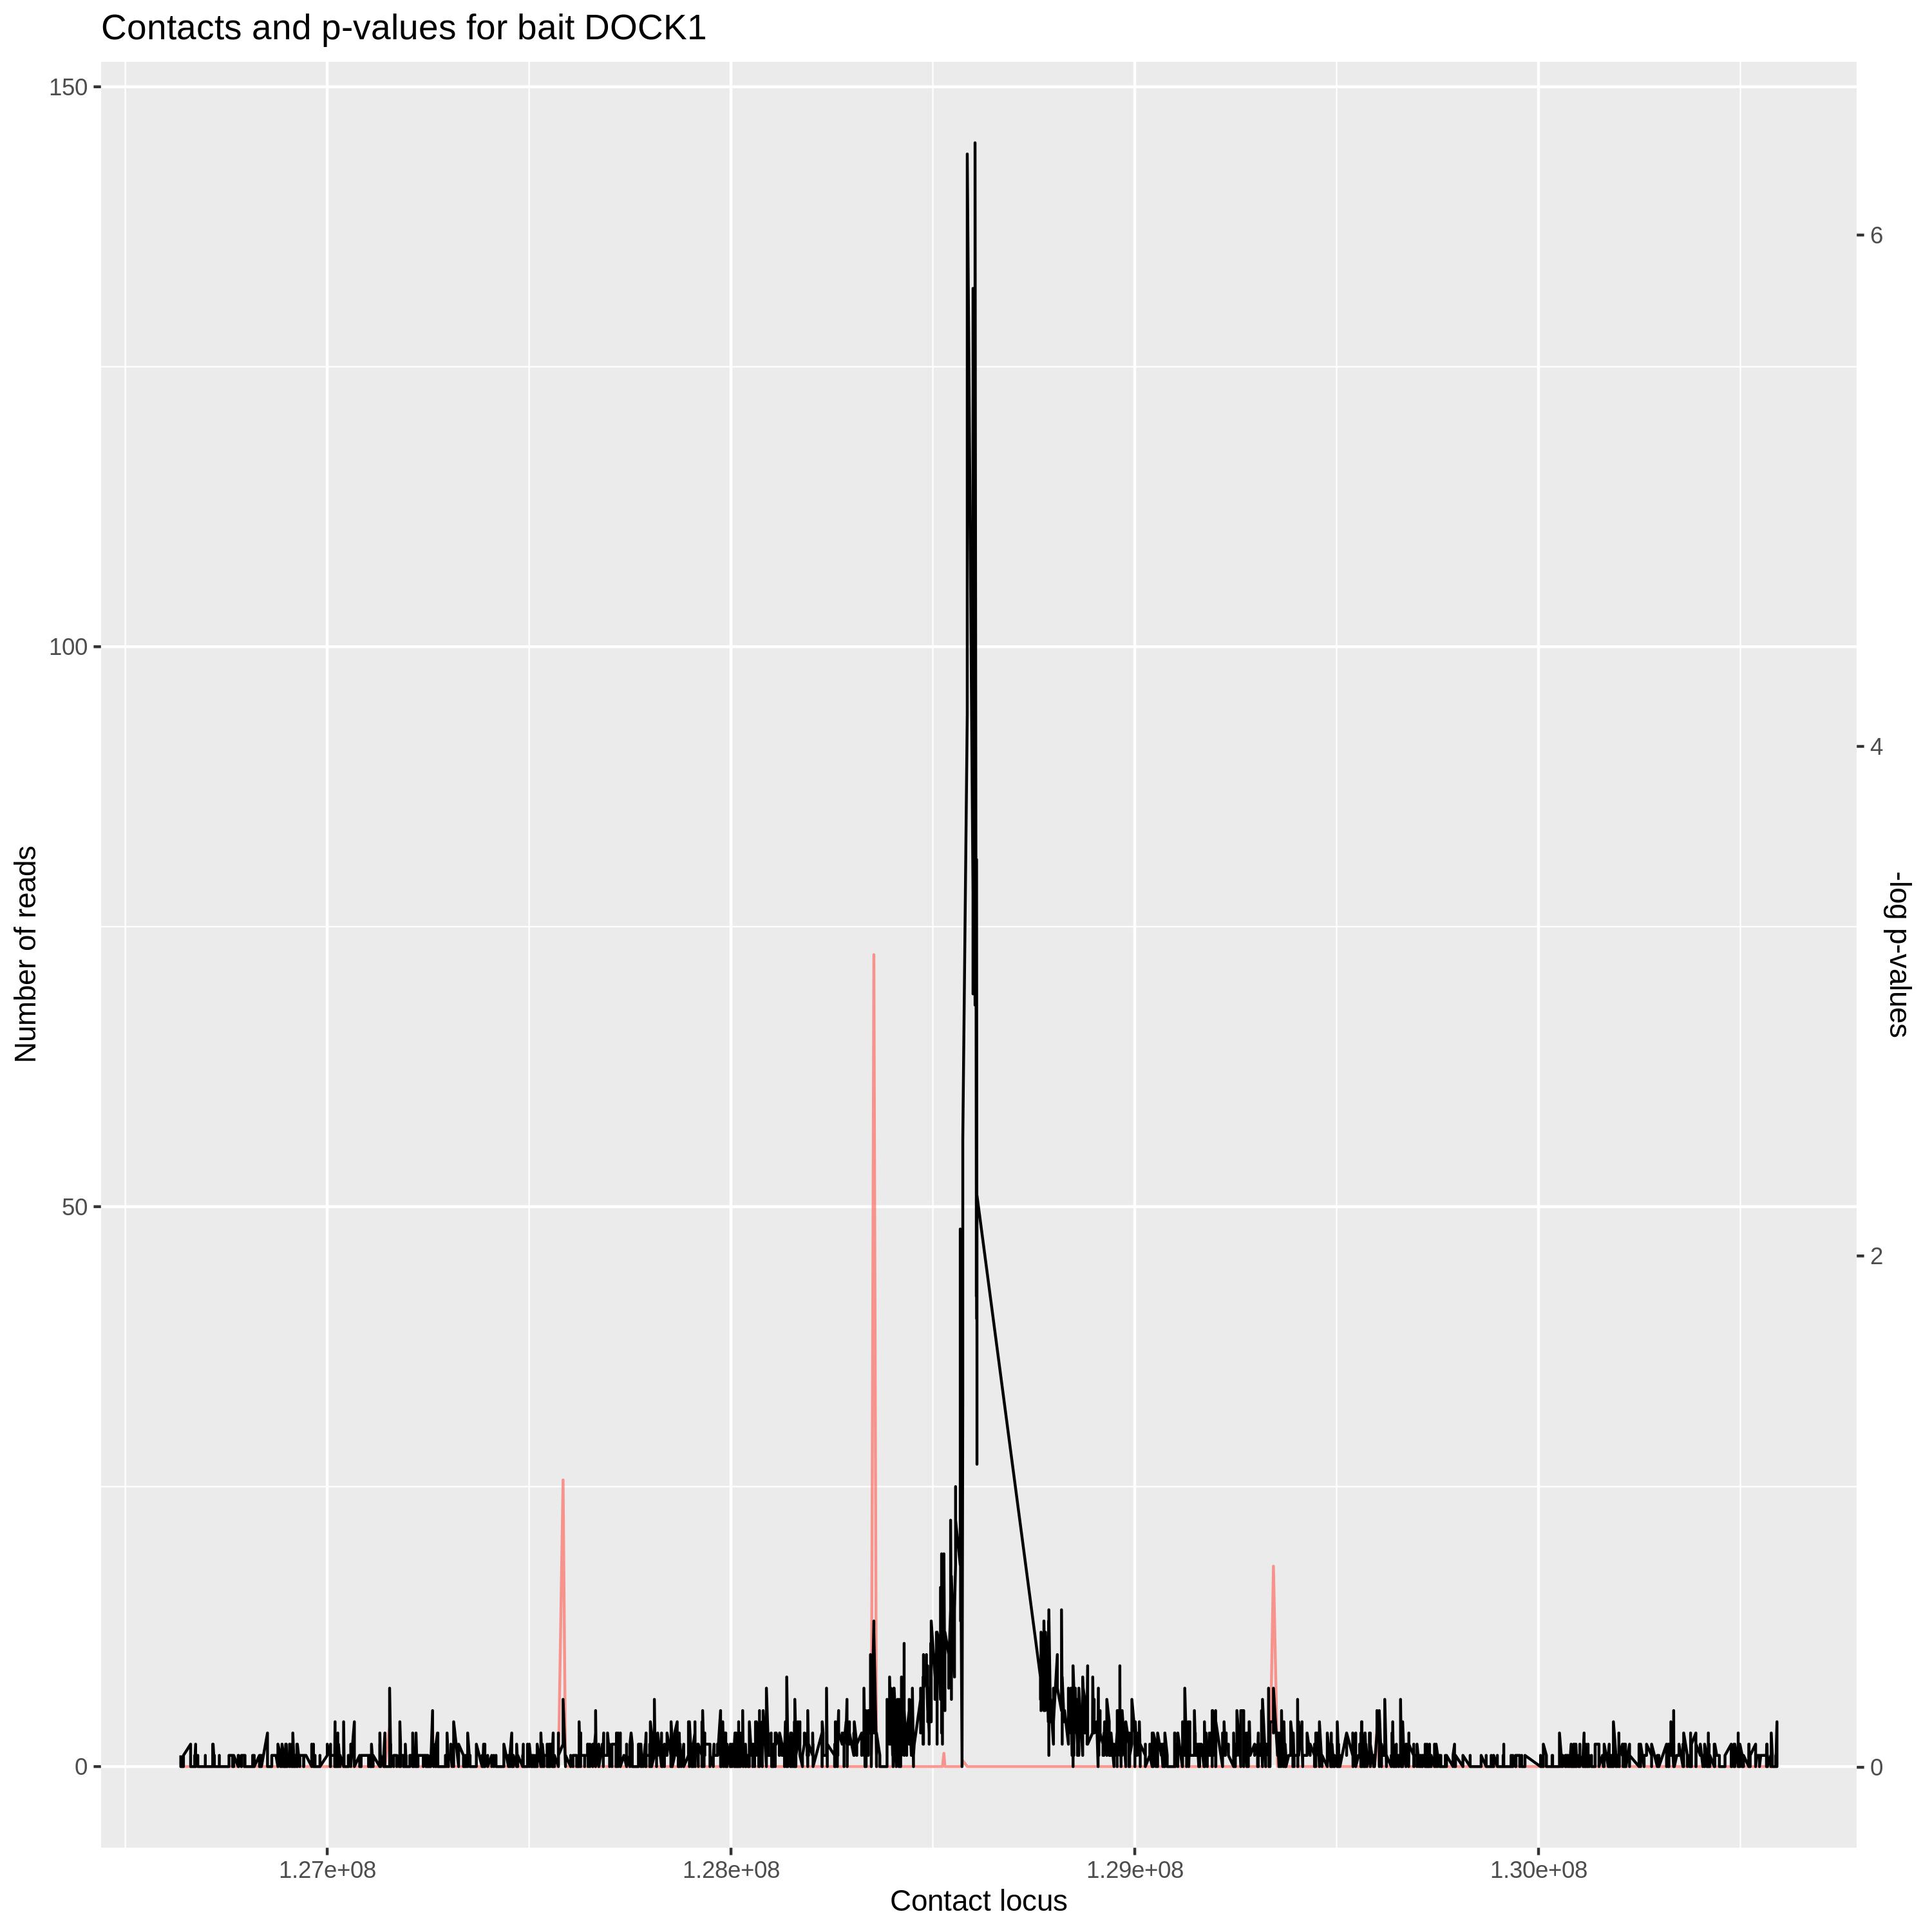 Contacts and p-values for bait DOCK1
150
100
50
0
Number of reads
6
4
2
0
-log p-values
1.27e+08
1.28e+08
1.29e+08
1.30e+08
Contact locus